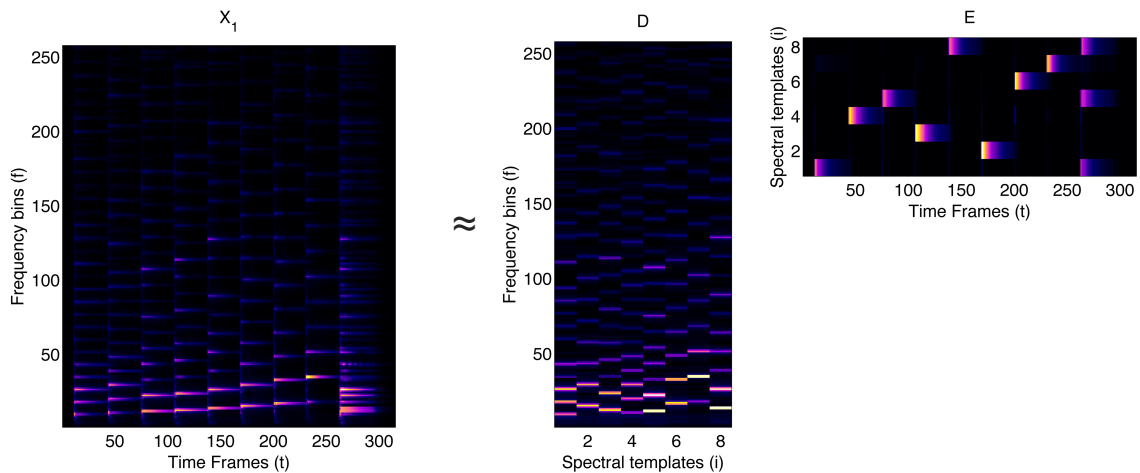 X1
D
E
Frequency bins (f)
250
200
150
100
50
50 100 150 200 250 300
Time Frames (t)
≈
Frequency bins (f)
250
200
150
100
50
2 4 6 8
Spectral templates (i)
Spectral templates (i)
8
6
4
2
50 100 150 200 250 300
Time Frames (t)